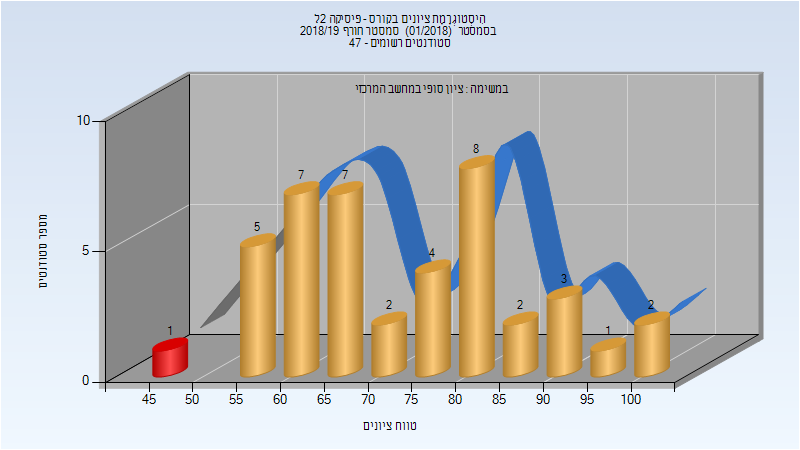 היסטוגרמת ציונים בקורס - פיסיקה 2ל
בסמסטר (01/2018) סמסטר חורף 2018/19
סטודנטים רשומים - 47
במשימה : ציון סופי במחשב המרכזי
מספר סטודנטים
10
5
0
1
5
7
7
2
4
8
2
3
1
2
45 50 55 60 65 70 75 80 85 90 95 100
טווח ציונים